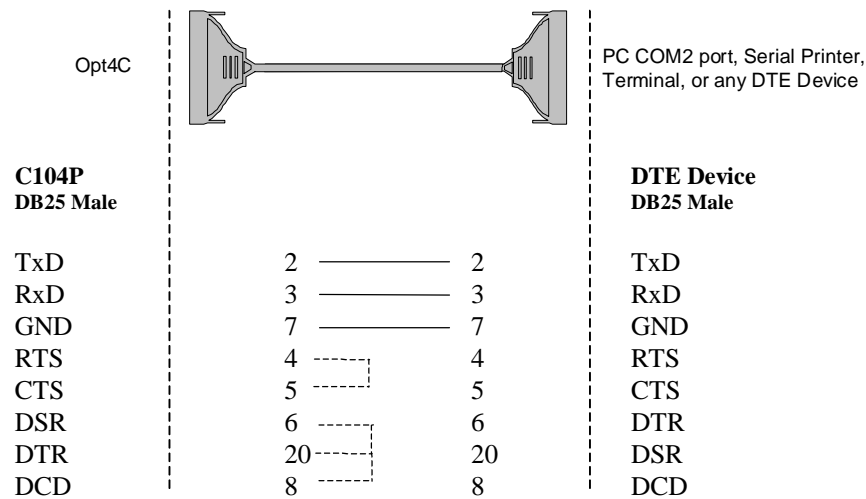 Opt4C
PC COM2 port, Serial Printer,
Terminal, or any DTE Device
C104P DTE Device
DB25 Male DB25 Male
TxD 2 2 TxD
RxD 3 3 RxD
GND 7 7 GND
RTS 4 4 RTS
CTS 5 5 CTS
DSR 6 6 DTR
DTR 20 20 DSR
DCD 8 8 DCD